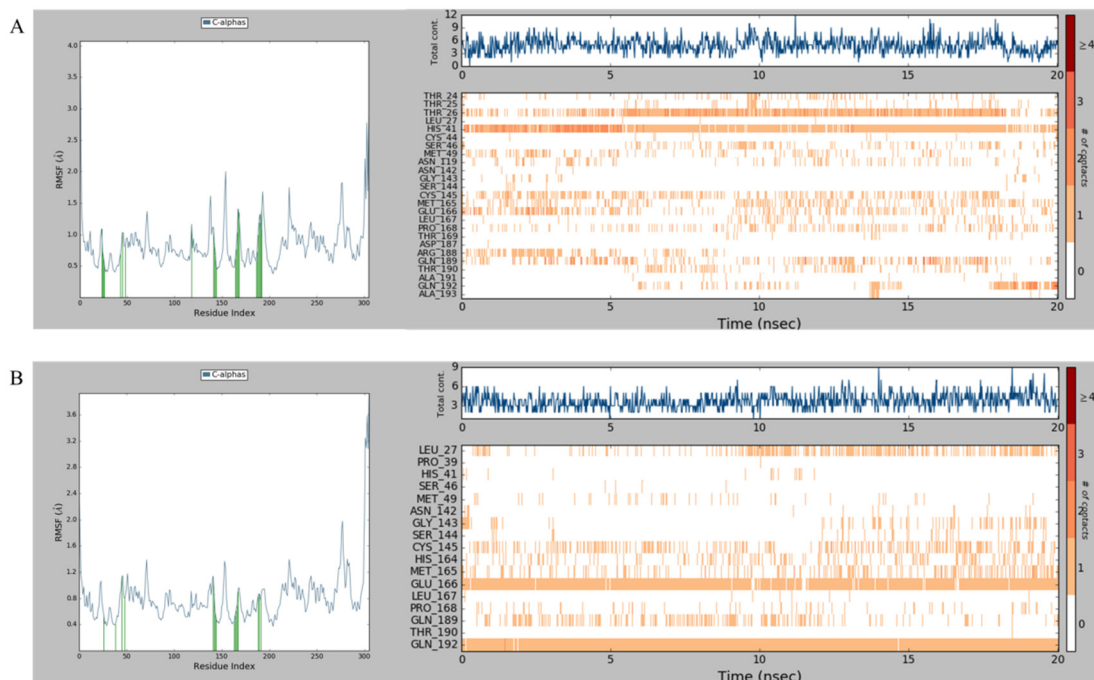 A
C-alphas
4.0
3.5
3.0
2.5
2.0
1.5
1.0
0.5
RMSF (Å)
0 50 100 150 200 250 300
Residue Index
Total cont.
12
9
6
3
0
0 5 10 15 20
THR_24
THR_25
THR_26
LEU_27
HIS_41
CYS_44
SER_46
MET_49
ASN_119
ASN_142
GLY_143
SER_144
CYS_145
MET_165
GLU_166
LEU_167
PRO_168
THR_169
ASP_187
ARG_188
GLN_189
THR_190
ALA_191
GLN_192
ALA_193
0 5 10 15 20
Time (nsec)
≥4
3
2
1
0
# of contacts
B
C-alphas
3.6
3.2
2.8
2.4
2.0
1.6
1.2
0.8
0.4
RMSF (Å)
0 50 100 150 200 250 300
Residue Index
Total cont.
9
6
3
0 5 10 15 20
LEU_27
PRO_39
HIS_41
SER_46
MET_49
ASN_142
GLY_143
SER_144
CYS_145
HIS_164
MET_165
GLU_166
LEU_167
PRO_168
GLN_189
THR_190
GLN_192
0 5 10 15 20
Time (nsec)
≥4
3
2
1
0
# of contacts